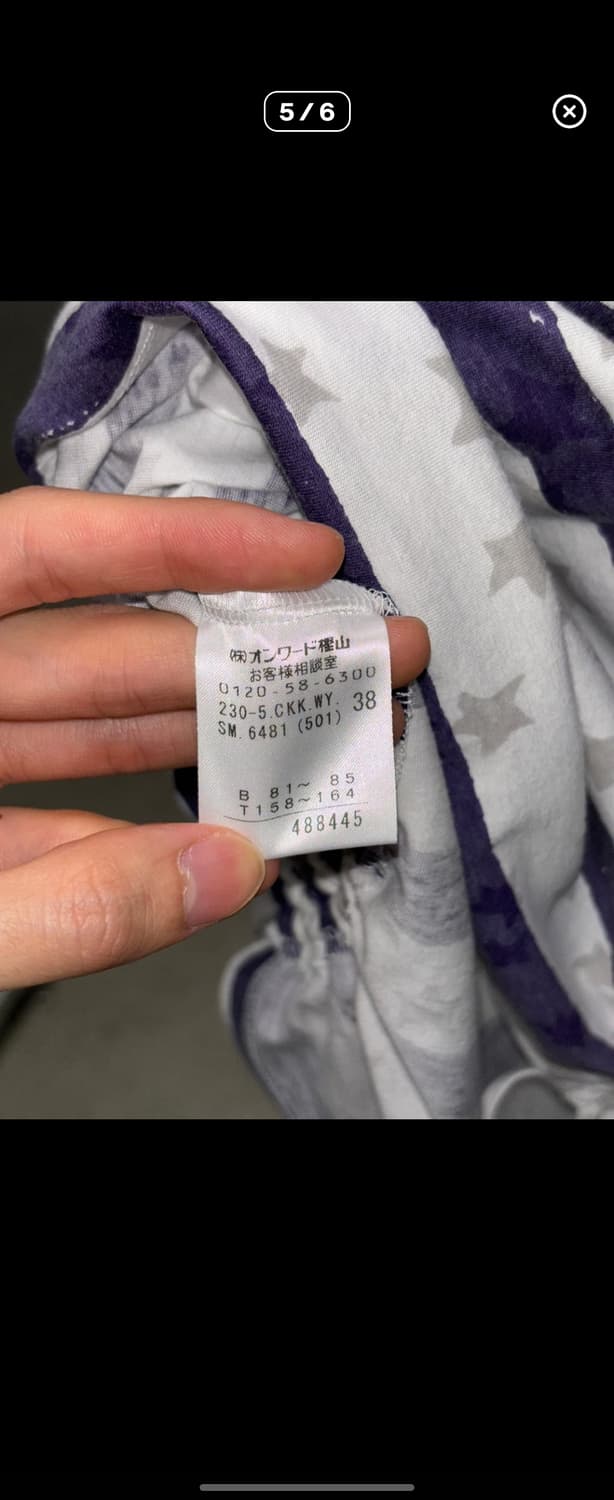 5/6
㈱オンワード樫山
お客様相談室
0120-58-6300
230-5.CKK.WY. 38
SM.6481 (501)
B 81～ 85
T158～164
488445